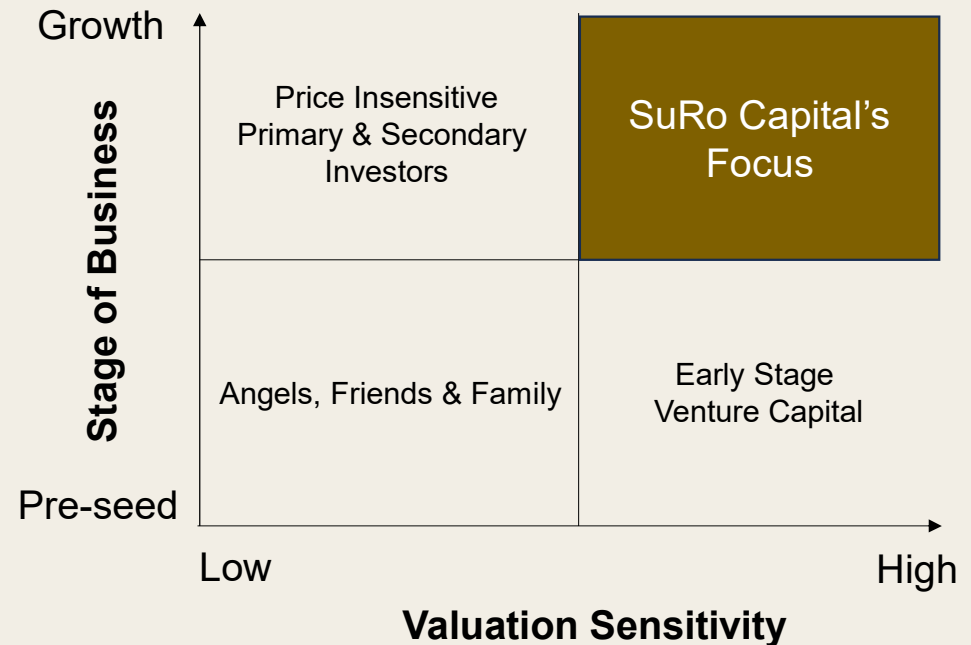 Growth
Price Insensitive
Primary & Secondary
Investors
SuRo Capital’s
Focus
Stage of Business
Angels, Friends & Family
Early Stage
Venture Capital
Pre-seed
Low
High
Valuation Sensitivity